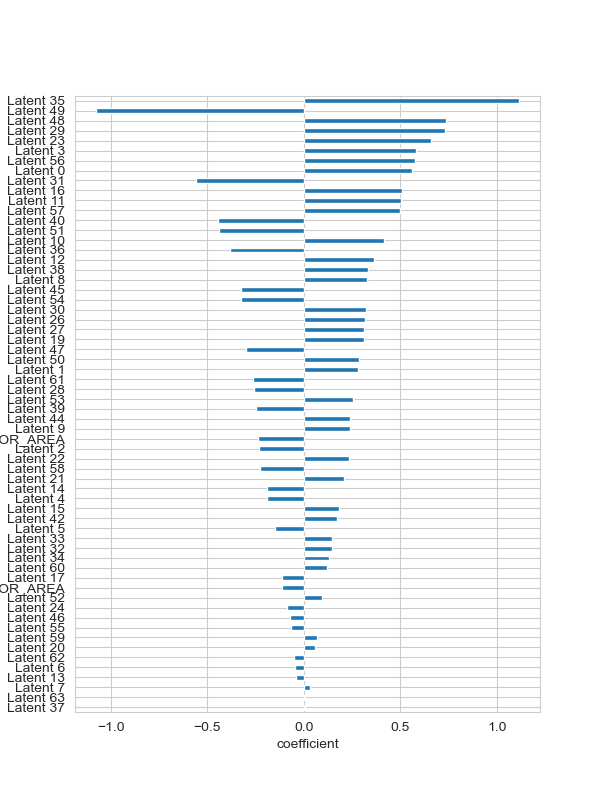 Latent 35
Latent 49
Latent 48
Latent 29
Latent 23
Latent 3
Latent 56
Latent 0
Latent 31
Latent 16
Latent 11
Latent 57
Latent 40
Latent 51
Latent 10
Latent 36
Latent 12
Latent 38
Latent 8
Latent 45
Latent 54
Latent 30
Latent 26
Latent 27
Latent 19
Latent 47
Latent 50
Latent 1
Latent 61
Latent 28
Latent 53
Latent 39
Latent 44
Latent 9
OR_AREA
Latent 2
Latent 22
Latent 58
Latent 21
Latent 14
Latent 4
Latent 15
Latent 42
Latent 5
Latent 33
Latent 32
Latent 34
Latent 60
Latent 17
OR_AREA
Latent 52
Latent 24
Latent 46
Latent 55
Latent 59
Latent 20
Latent 62
Latent 6
Latent 13
Latent 7
Latent 63
Latent 37
−1.0 −0.5 0.0 0.5 1.0
coefficient